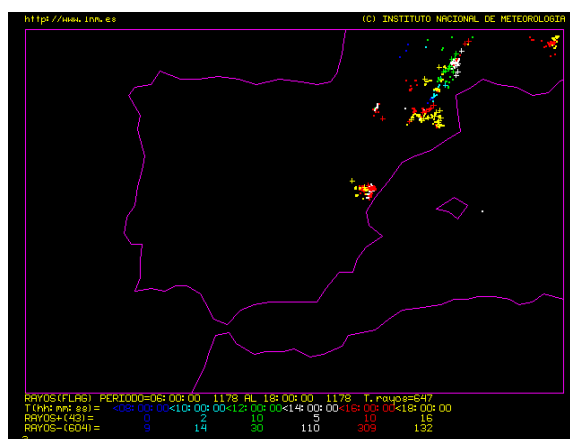 http://www.inm.es (C) INSTITUTO NACIONAL DE METEOROLOGIA
RAYOS(FLAG) PERIODO=06:00:00 1178 AL 18:00:00 1178 T.rayos=647
T(hh:mm:ss)= <08:00:00<10:00:00<12:00:00<14:00:00<16:00:00<18:00:00
RAYOS+(43) = 0 2 10 5 10 16
RAYOS-(604)= 9 14 30 110 309 132